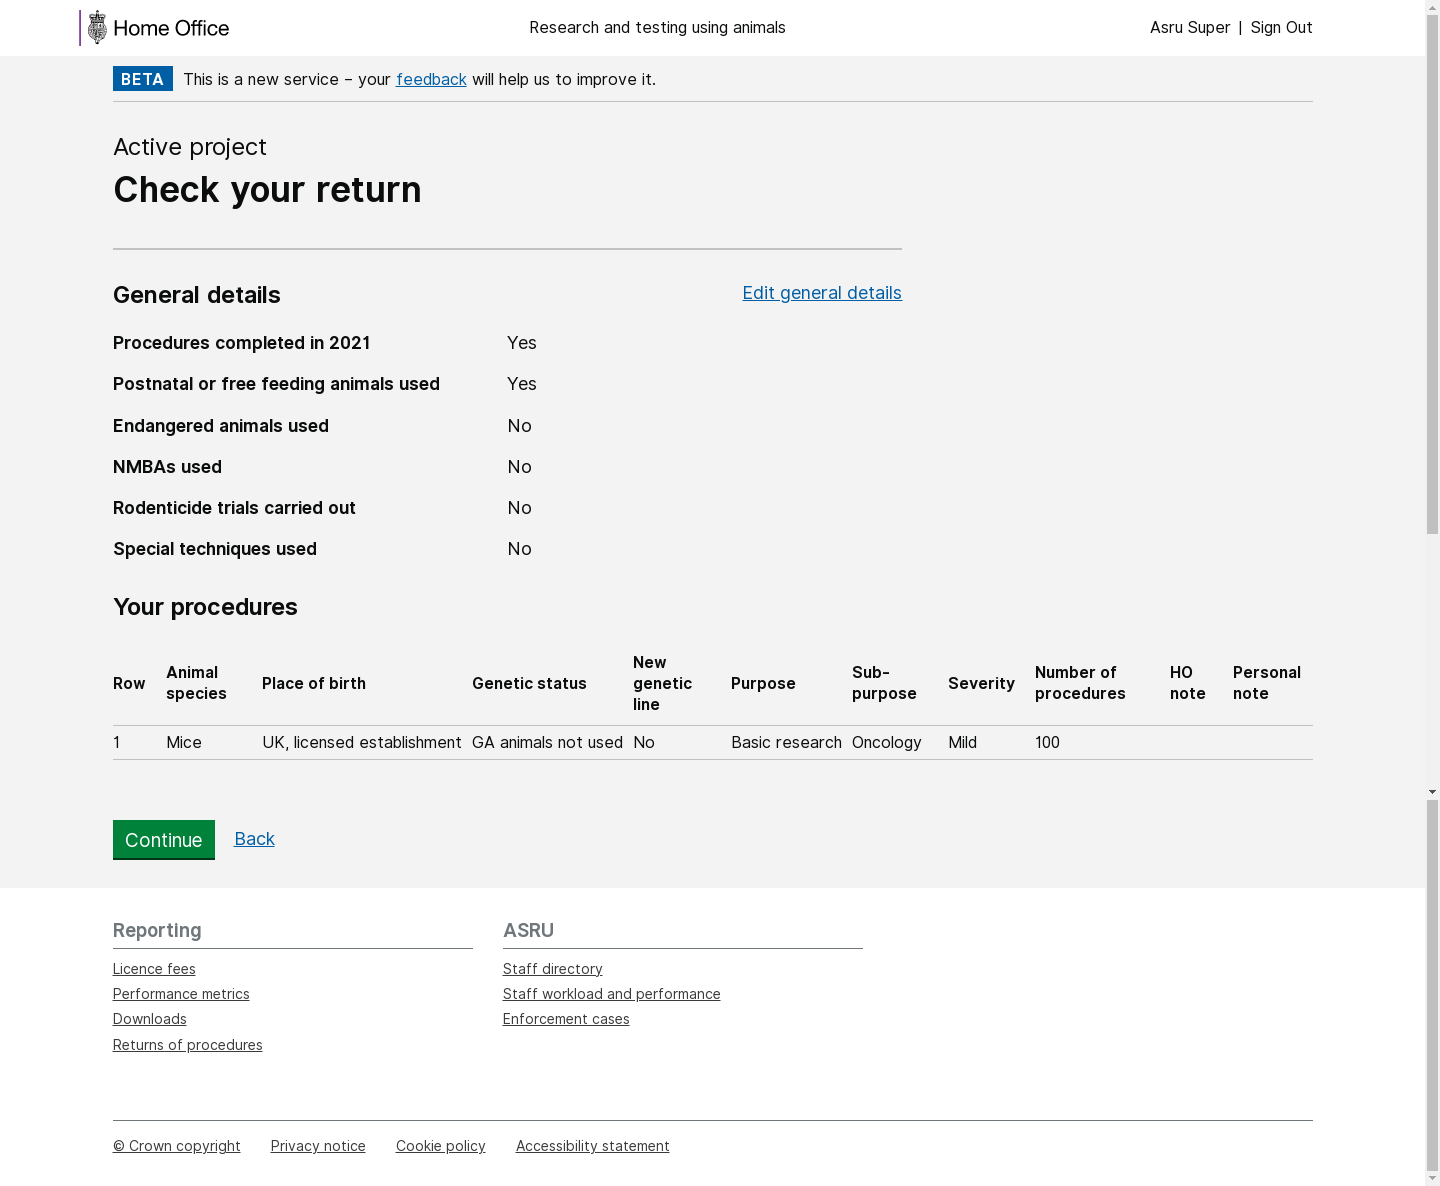 Home Office
Research and testing using animals
Asru Super | Sign Out
BETA This is a new service – your feedback will help us to improve it.
Active project
Check your return
General details
Edit general details
Procedures completed in 2021 Yes
Postnatal or free feeding animals used Yes
Endangered animals used No
NMBAs used No
Rodenticide trials carried out No
Special techniques used No
Your procedures
Row Animal species Place of birth Genetic status New genetic line Purpose Sub-purpose Severity Number of procedures HO note Personal note
1 Mice UK, licensed establishment GA animals not used No Basic research Oncology Mild 100
Continue Back
Reporting
Licence fees
Performance metrics
Downloads
Returns of procedures
ASRU
Staff directory
Staff workload and performance
Enforcement cases
© Crown copyright Privacy notice Cookie policy Accessibility statement